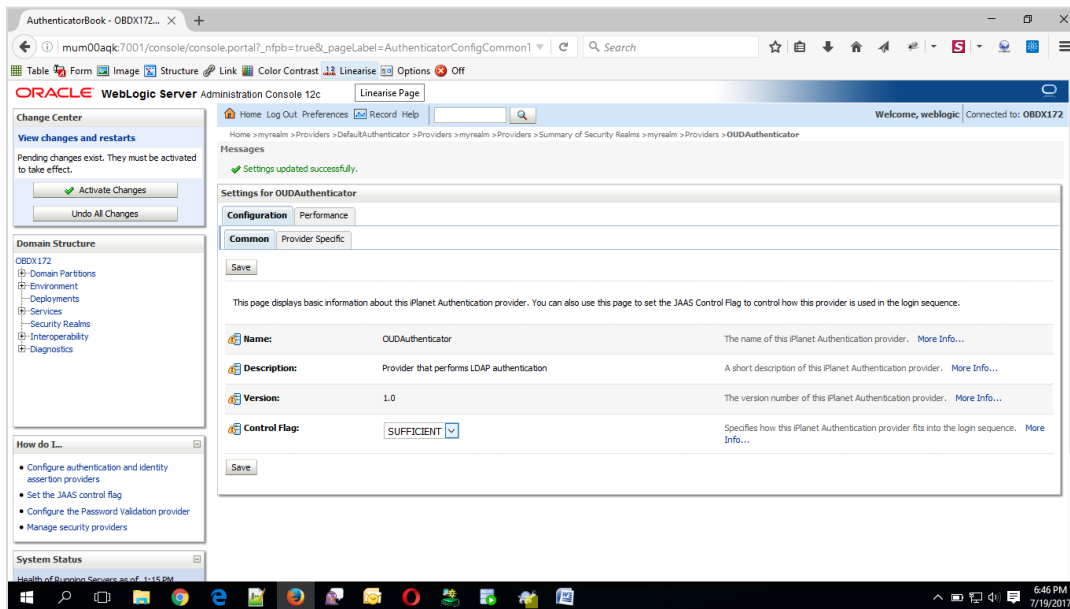 AuthenticatorBook - OBDX172...
mum00aqk:7001/console/console.portal?_nfpb=true&_pageLabel=AuthenticatorConfigCommonT
Search
Table Form Image Structure Link Color Contrast Linearise Options Off
ORACLE WebLogic Server Administration Console 12c
Linearise Page
Change Center
View changes and restarts
Pending changes exist. They must be activated
to take effect.
Activate Changes
Undo All Changes
Domain Structure
OBDX172
Domain Partitions
Environment
Deployments
Services
Security Realms
Interoperability
Diagnostics
How do I...
Configure authentication and identity
assertion providers
Set the JAAS control flag
Configure the Password Validation provider
Manage security providers
System Status
Health of Running Servers as of 1:15 PM
Home Log Out Preferences Record Help
Welcome, weblogic Connected to: OBDX172
Home >myrealm >Providers >DefaultAuthenticator >Providers >myrealm >Providers >Summary of Security Realms >myrealm >Providers >OUDAuthenticator
Messages
Settings updated successfully.
Settings for OUDAuthenticator
Configuration Performance
Common Provider Specific
Save
This page displays basic information about this iPlanet Authentication provider. You can also use this page to set the JAAS Control Flag to control how this provider is used in the login sequence.
Name: OUDAuthenticator The name of this iPlanet Authentication provider. More Info...
Description: Provider that performs LDAP authentication A short description of this iPlanet Authentication provider. More Info...
Version: 1.0 The version number of this iPlanet Authentication provider. More Info...
Control Flag: SUFFICIENT Specifies how this iPlanet Authentication provider fits into the login sequence. More
Info...
Save
6:46 PM
7/19/2017